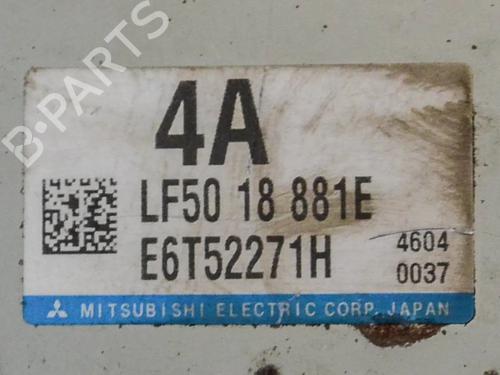 4A
LF50 18 881E
E6T52271H
4604
0037
MITSUBISHI ELECTRIC CORP. JAPAN
B·PARTS